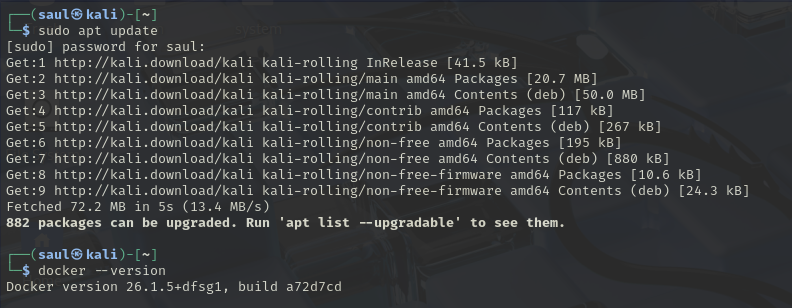 ┌──(saul㉿kali)-[~]
└─$ sudo apt update
[sudo] password for saul:
Get:1 http://kali.download/kali kali-rolling InRelease [41.5 kB]
Get:2 http://kali.download/kali kali-rolling/main amd64 Packages [20.7 MB]
Get:3 http://kali.download/kali kali-rolling/main amd64 Contents (deb) [50.0 MB]
Get:4 http://kali.download/kali kali-rolling/contrib amd64 Packages [117 kB]
Get:5 http://kali.download/kali kali-rolling/contrib amd64 Contents (deb) [267 kB]
Get:6 http://kali.download/kali kali-rolling/non-free amd64 Packages [195 kB]
Get:7 http://kali.download/kali kali-rolling/non-free amd64 Contents (deb) [880 kB]
Get:8 http://kali.download/kali kali-rolling/non-free-firmware amd64 Packages [10.6 kB]
Get:9 http://kali.download/kali kali-rolling/non-free-firmware amd64 Contents (deb) [24.3 kB]
Fetched 72.2 MB in 5s (13.4 MB/s)
882 packages can be upgraded. Run 'apt list --upgradable' to see them.
┌──(saul㉿kali)-[~]
└─$ docker --version
Docker version 26.1.5+dfsg1, build a72d7cd